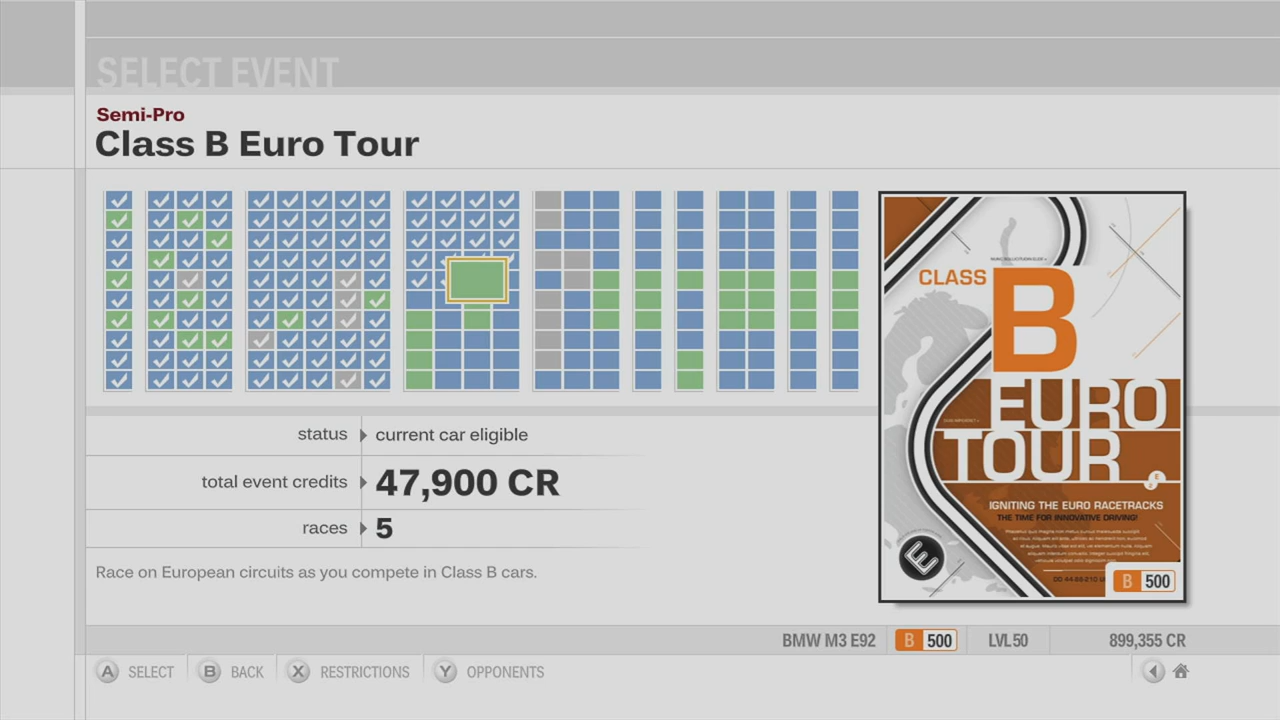 SELECT EVENT
Semi-Pro
Class B Euro Tour
CLASS
B
EURO
TOUR
IGNITING THE EURO RACETRACKS
THE TIME FOR INNOVATIVE DRIVING!
E
B 500
status
current car eligible
total event credits
47,900 CR
races
5
Race on European circuits as you compete in Class B cars.
BMW M3 E92
B 500
LVL50
899,355 CR
A SELECT
B BACK
X RESTRICTIONS
Y OPPONENTS